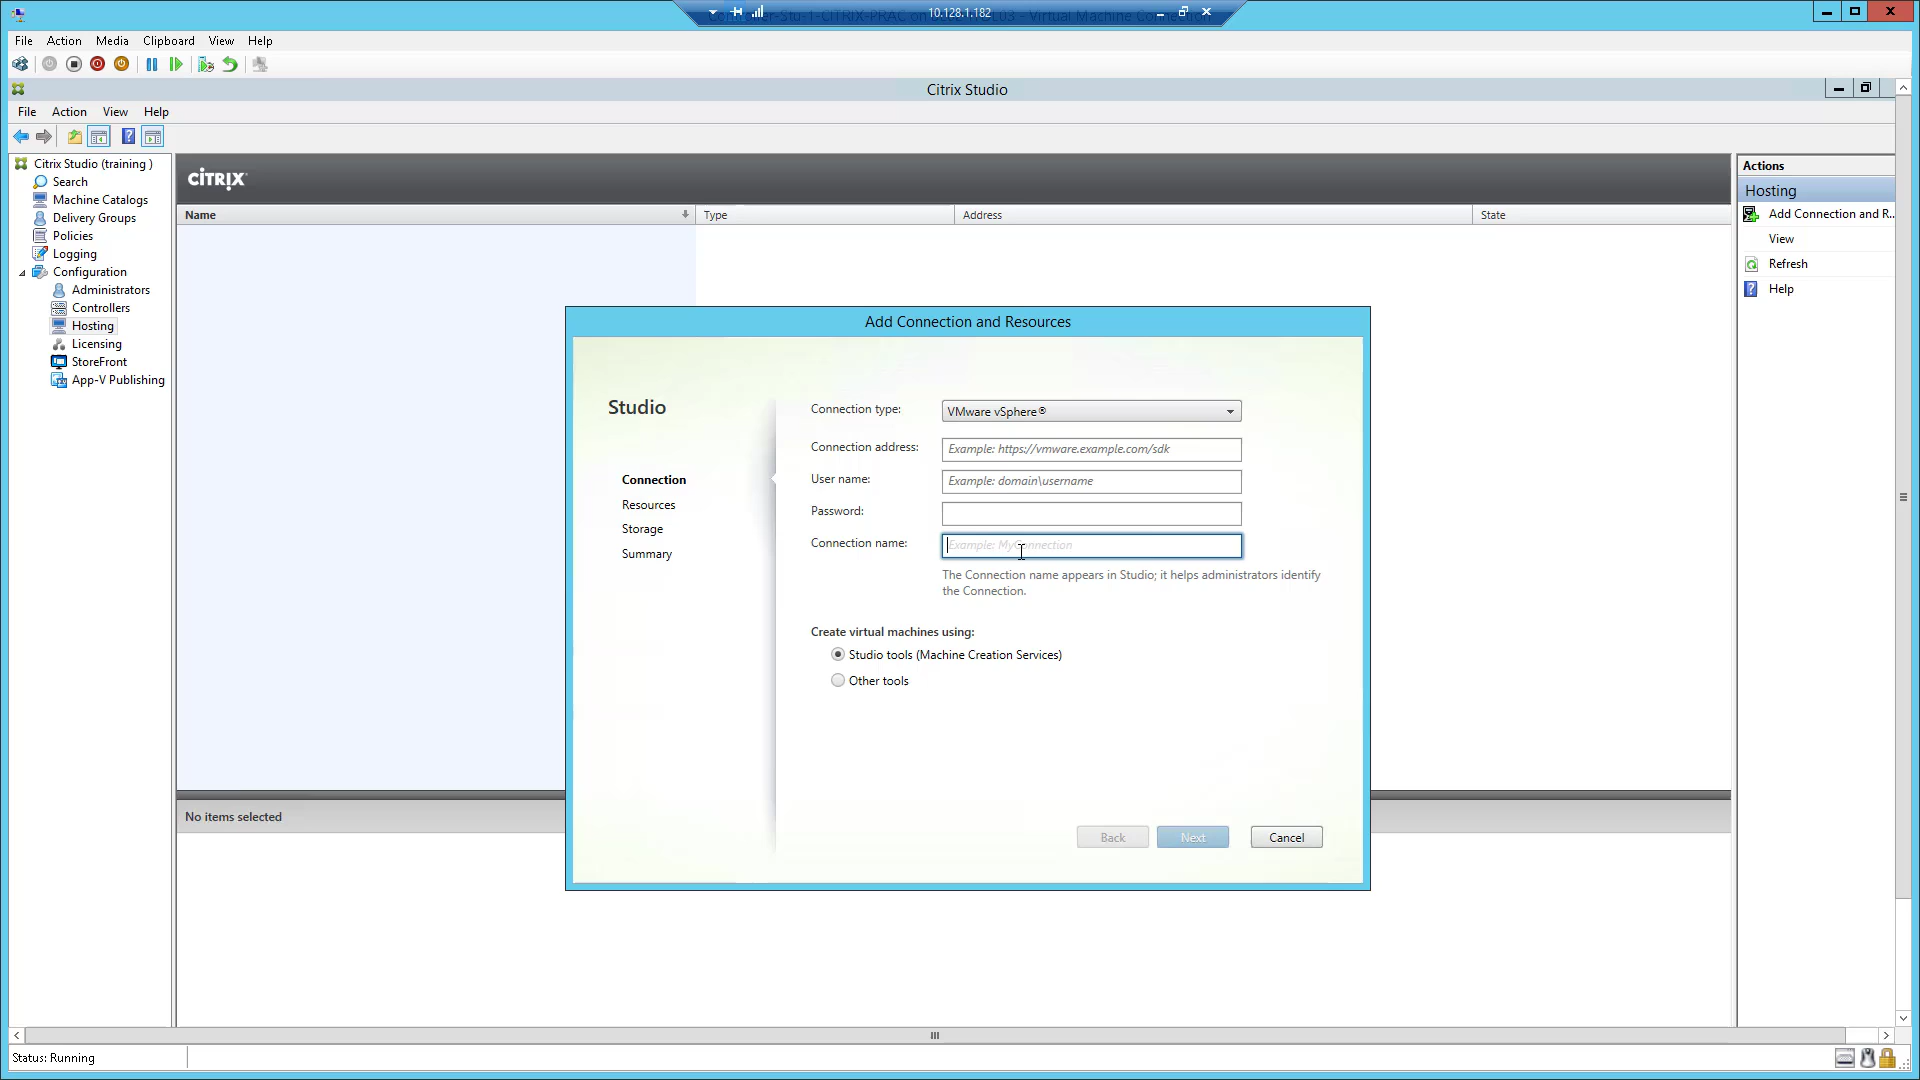 10.128.1.182
File Action Media Clipboard View Help
Citrix Studio
File Action View Help
Citrix Studio (training )
Search
Machine Catalogs
Delivery Groups
Policies
Logging
Configuration
Administrators
Controllers
Hosting
Licensing
StoreFront
App-V Publishing
CİTRIX
Name Type Address State
Actions
Hosting
Add Connection and R...
View
Refresh
Help
Add Connection and Resources
Studio
Connection
Resources
Storage
Summary
Connection type: VMware vSphere®
Connection address: Example: https://vmware.example.com/sdk
User name: Example: domain\username
Password:
Connection name: Example: MyConnection
The Connection name appears in Studio; it helps administrators identify
the Connection.
Create virtual machines using:
Studio tools (Machine Creation Services)
Other tools
Back Next Cancel
No items selected
Status: Running